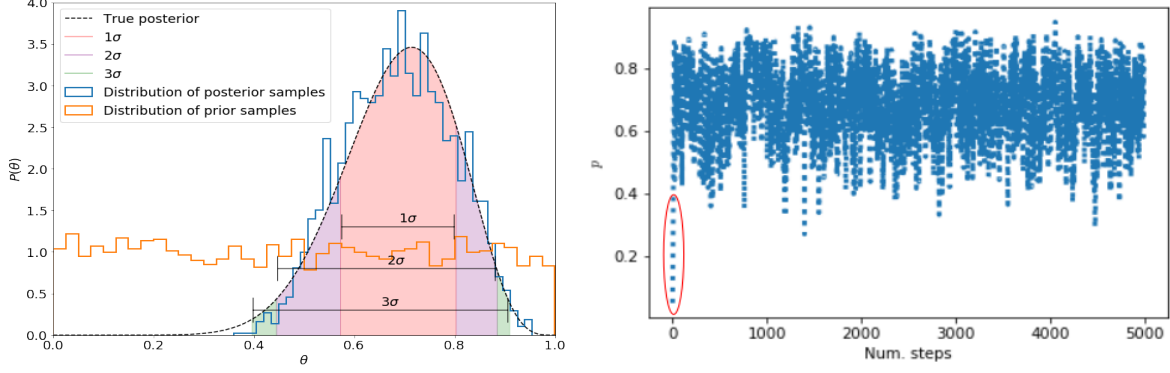 4.0
3.5
3.0
2.5
2.0
1.5
1.0
0.5
0.0
P(θ)
True posterior
1σ
2σ
3σ
Distribution of posterior samples
Distribution of prior samples
1σ
2σ
3σ
0.0 0.2 0.4 0.6 0.8 1.0
θ
0.8
0.6
0.4
0.2
p
0 1000 2000 3000 4000 5000
Num. steps